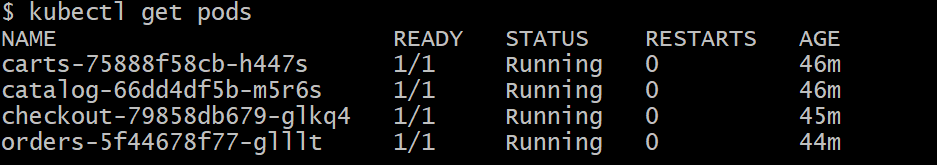 $ kubectl get pods
NAME READY STATUS RESTARTS AGE
carts-75888f58cb-h447s 1/1 Running 0 46m
catalog-66dd4df5b-m5r6s 1/1 Running 0 46m
checkout-79858db679-glkq4 1/1 Running 0 45m
orders-5f44678f77-glllt 1/1 Running 0 44m